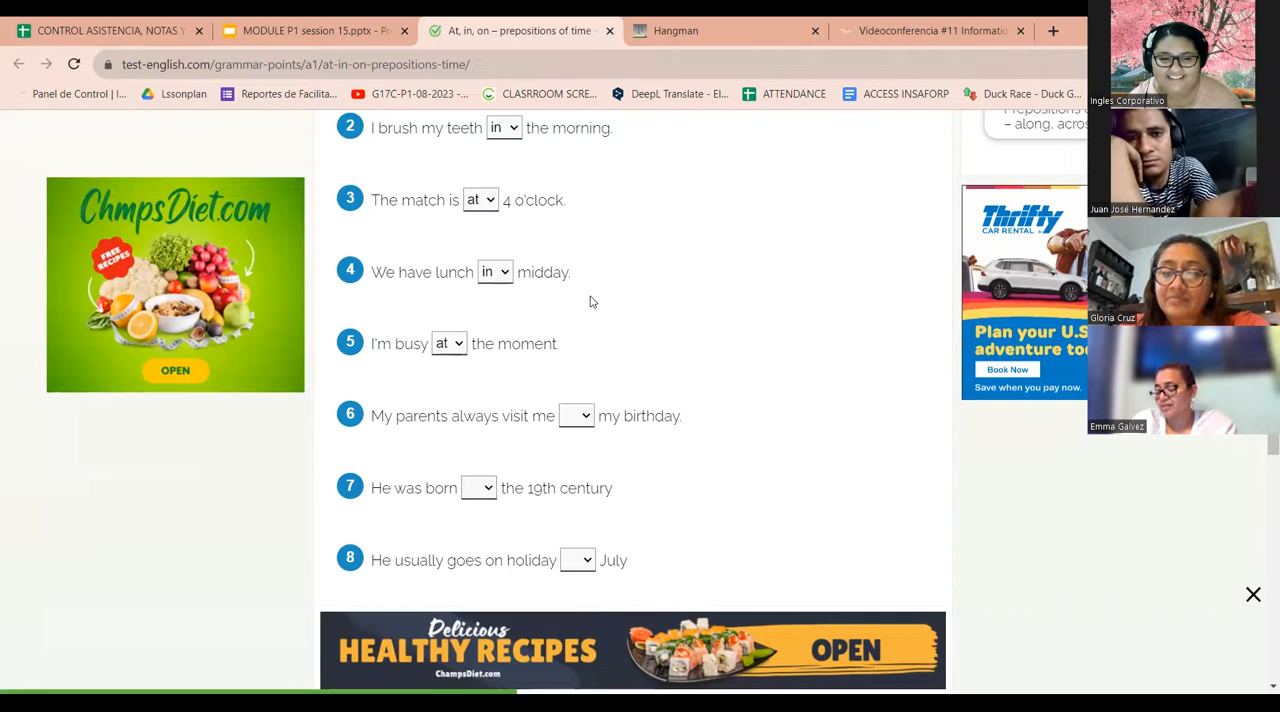 CONTROL ASISTENCIA, NOTAS Y
MODULE P1 session 15.pptx - Pr
At, in, on – prepositions of time -
Hangman
Videoconferencia #11 Informatio
test-english.com/grammar-points/a1/at-in-on-prepositions-time/
Panel de Control | I...
Lssonplan
Reportes de Facilita...
G17C-P1-08-2023 -...
CLASSROOM SCRE...
DeepL Translate - El...
ATTENDANCE
ACCESS INSAFORP
Duck Race - Duck G...
2 I brush my teeth in the morning.
3 The match is at 4 o'clock.
4 We have lunch in midday.
5 I'm busy at the moment.
6 My parents always visit me my birthday.
7 He was born the 19th century
8 He usually goes on holiday July
ChmpsDiet.com
FREE
RECIPES
OPEN
– along, across
Thrifty
CAR RENTAL
Plan your U.S
adventure to
Book Now
Save when you pay now.
Delicious
HEALTHY RECIPES
ChampsDiet.com
OPEN
Ingles Corporativo
Juan José Hernandez
Gloria Cruz
Emma Galvez